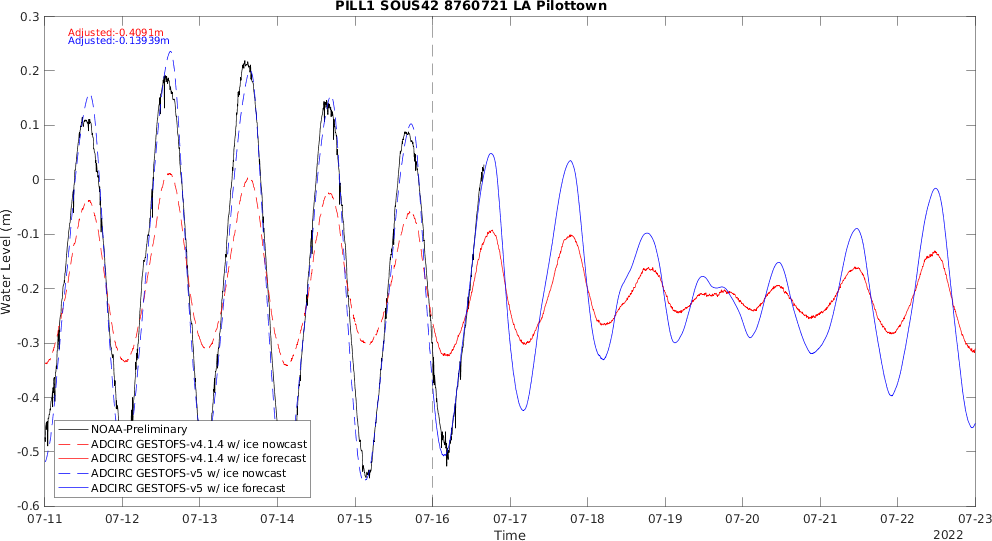 PILL1 SOUS42 8760721 LA Pilottown
Adjusted:-0.4091m
Adjusted:-0.13939m
0.3
0.2
0.1
0
-0.1
-0.2
-0.3
-0.4
-0.5
-0.6
Water Level (m)
NOAA-Preliminary
ADCIRC GESTOFS-v4.1.4 w/ ice nowcast
ADCIRC GESTOFS-v4.1.4 w/ ice forecast
ADCIRC GESTOFS-v5 w/ ice nowcast
ADCIRC GESTOFS-v5 w/ ice forecast
07-11 07-12 07-13 07-14 07-15 07-16 07-17 07-18 07-19 07-20 07-21 07-22 07-23
Time
2022